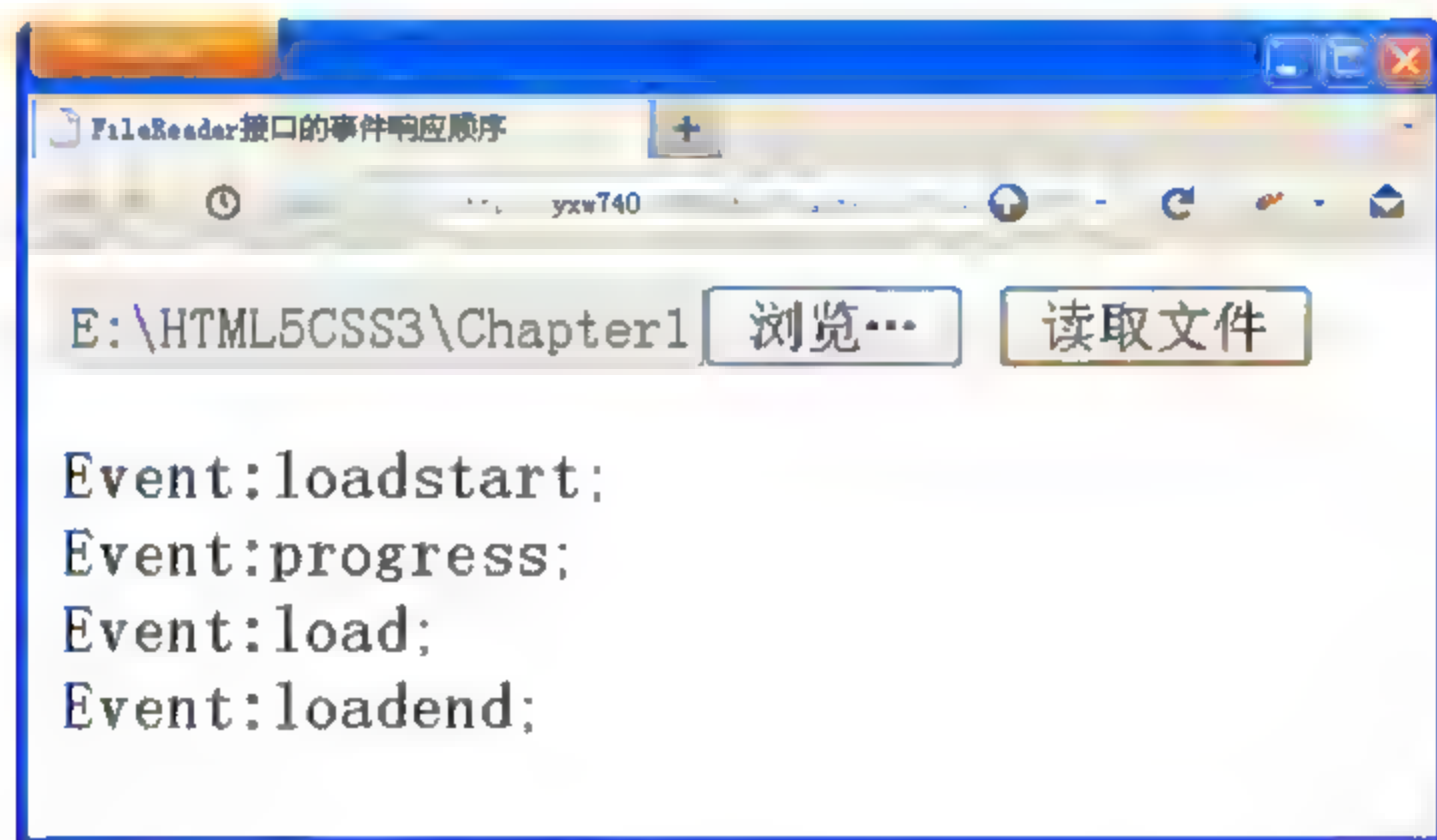 FileReader接口的事件响应顺序
yxw740
E:\HTML5CSS3\Chapter1 浏览… 读取文件
Event:loadstart;
Event:progress;
Event:load;
Event:loadend;